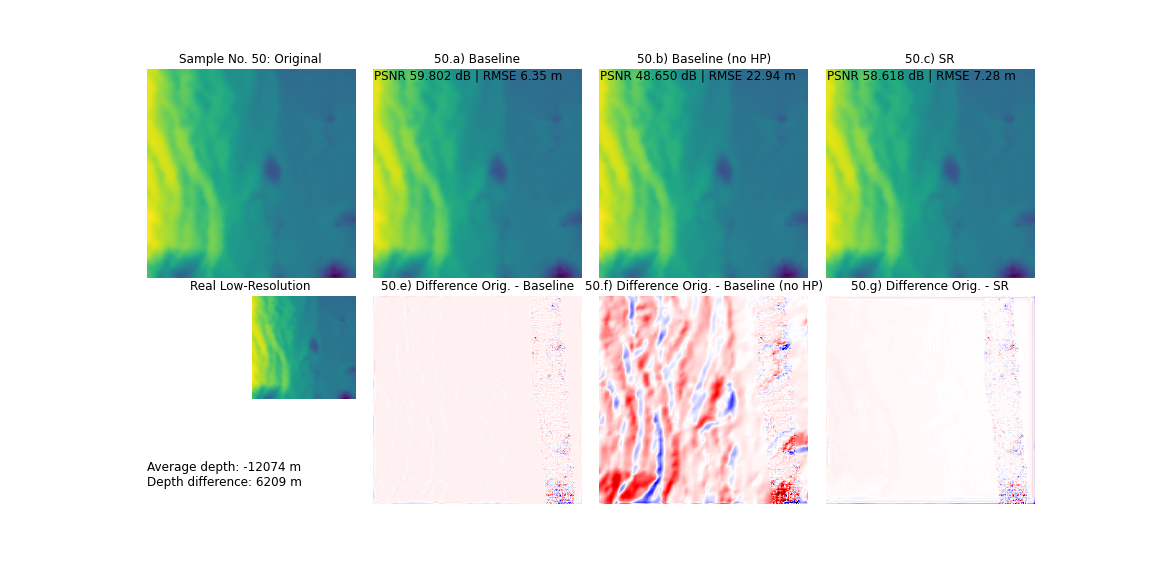 Sample No. 50: Original
50.a) Baseline
50.b) Baseline (no HP)
50.c) SR
PSNR 59.802 dB | RMSE 6.35 m
PSNR 48.650 dB | RMSE 22.94 m
PSNR 58.618 dB | RMSE 7.28 m
Real Low-Resolution
50.e) Difference Orig. - Baseline
50.f) Difference Orig. - Baseline (no HP)
50.g) Difference Orig. - SR
Average depth: -12074 m
Depth difference: 6209 m